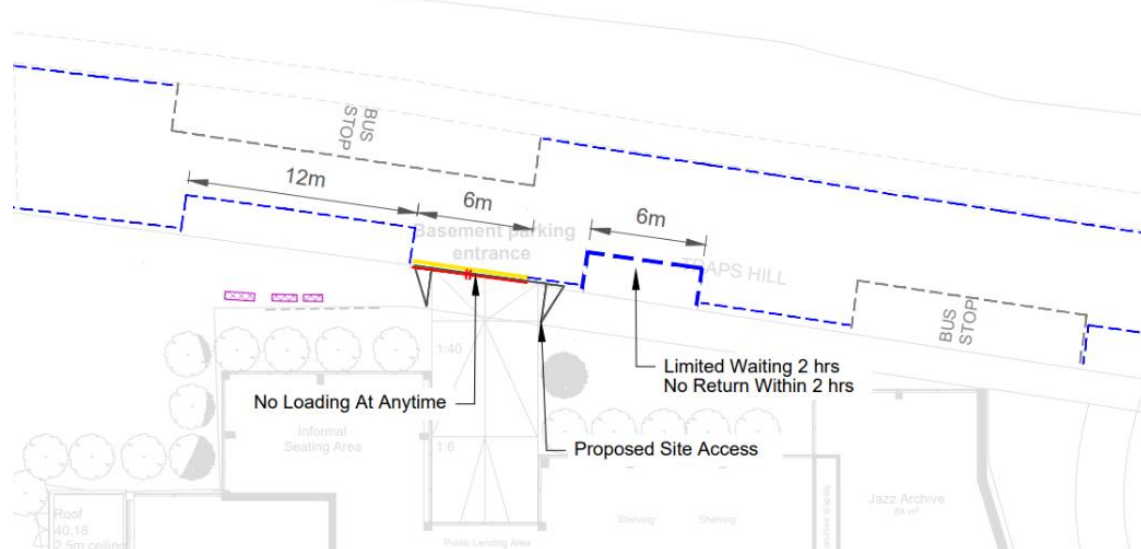 BUS
STOP
12m
6m
6m
Basement parking
entrance
TRAPS HILL
BUS
STOP
Limited Waiting 2 hrs
No Return Within 2 hrs
1:40
No Loading At Anytime
Informal
Seating Area
1:6
Proposed Site Access
Jazz Archive
84 m²
Shelving
Shelving
Roof
40.18
2.5m ceiling
Public Lending Area